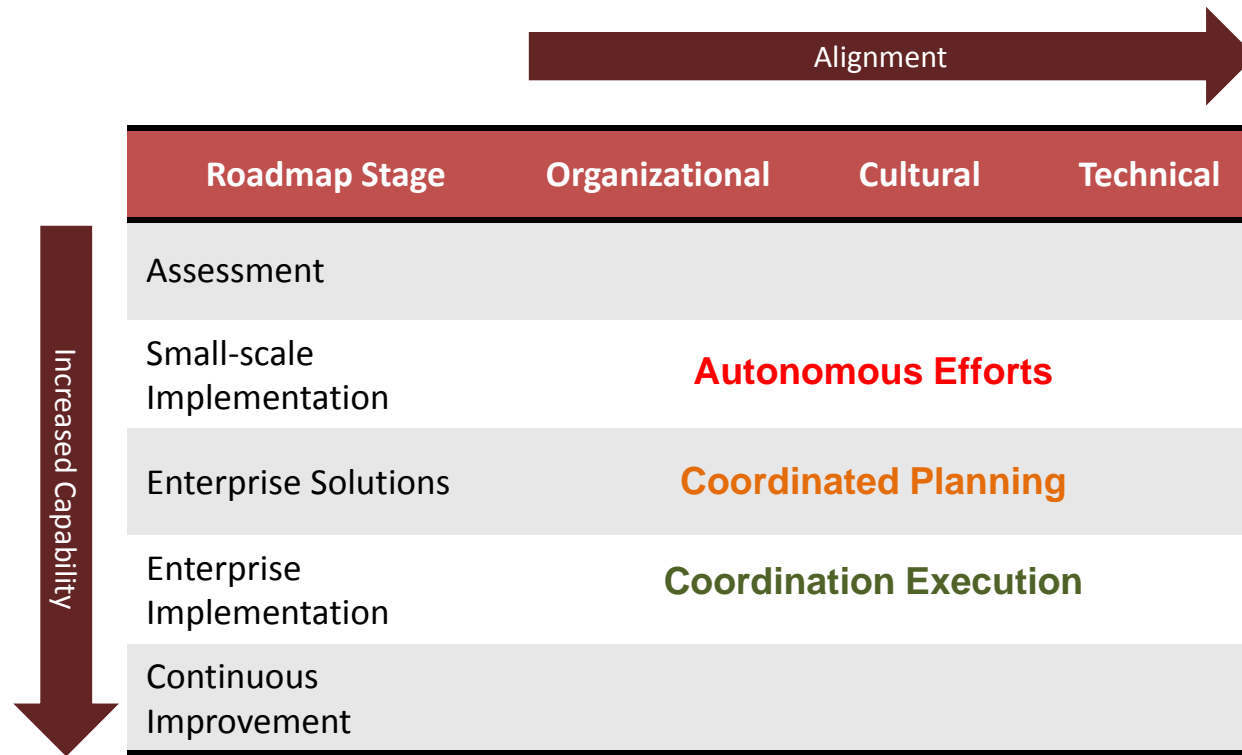 Alignment
Roadmap Stage Organizational Cultural Technical
Increased Capability
Assessment
Small-scale
Implementation
Autonomous Efforts
Enterprise Solutions
Coordinated Planning
Enterprise
Implementation
Coordination Execution
Continuous
Improvement